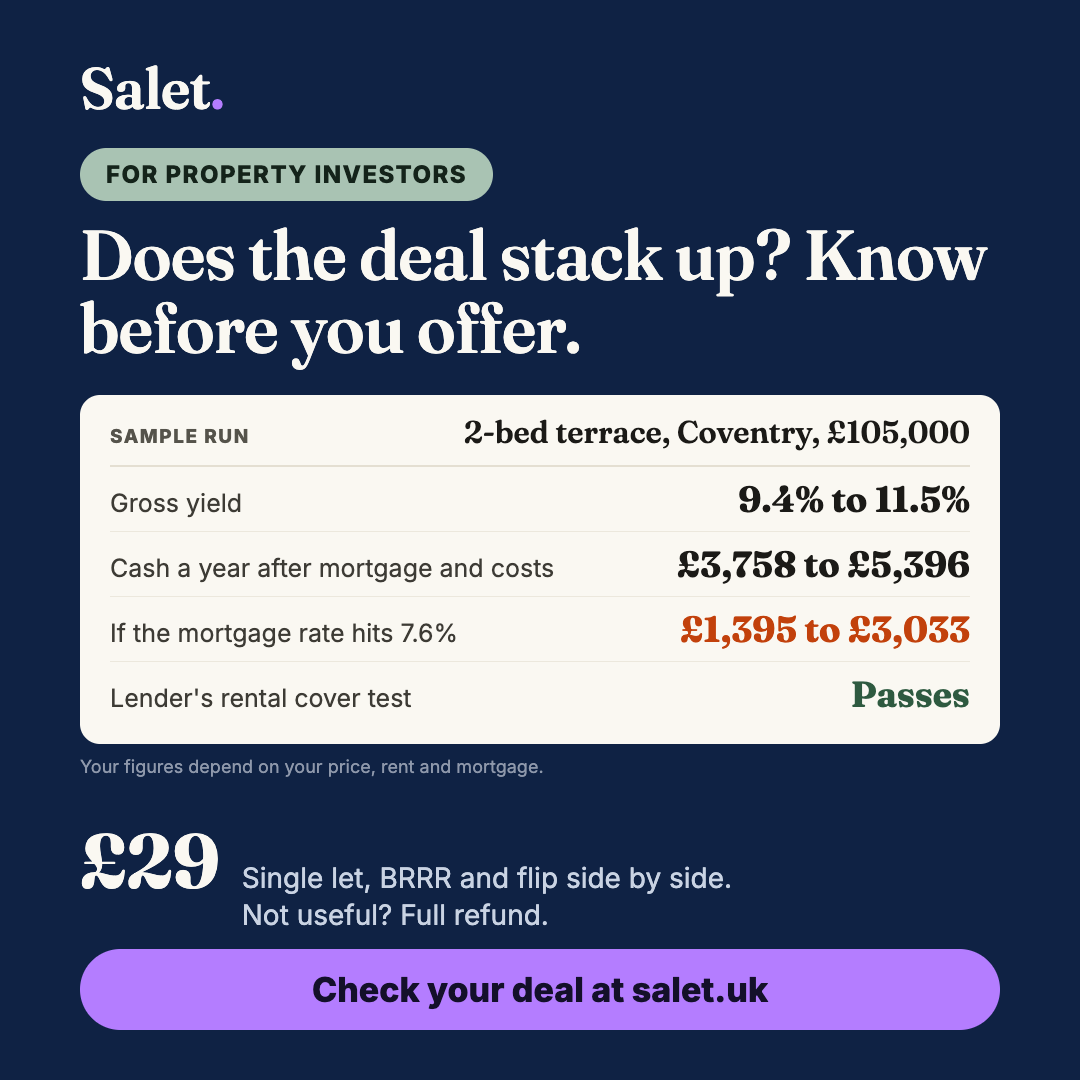 Salet.
FOR PROPERTY INVESTORS
Does the deal stack up? Know
before you offer.
SAMPLE RUN 2-bed terrace, Coventry, £105,000
Gross yield 9.4% to 11.5%
Cash a year after mortgage and costs £3,758 to £5,396
If the mortgage rate hits 7.6% £1,395 to £3,033
Lender's rental cover test Passes
Your figures depend on your price, rent and mortgage.
£29 Single let, BRRR and flip side by side.
Not useful? Full refund.
Check your deal at salet.uk